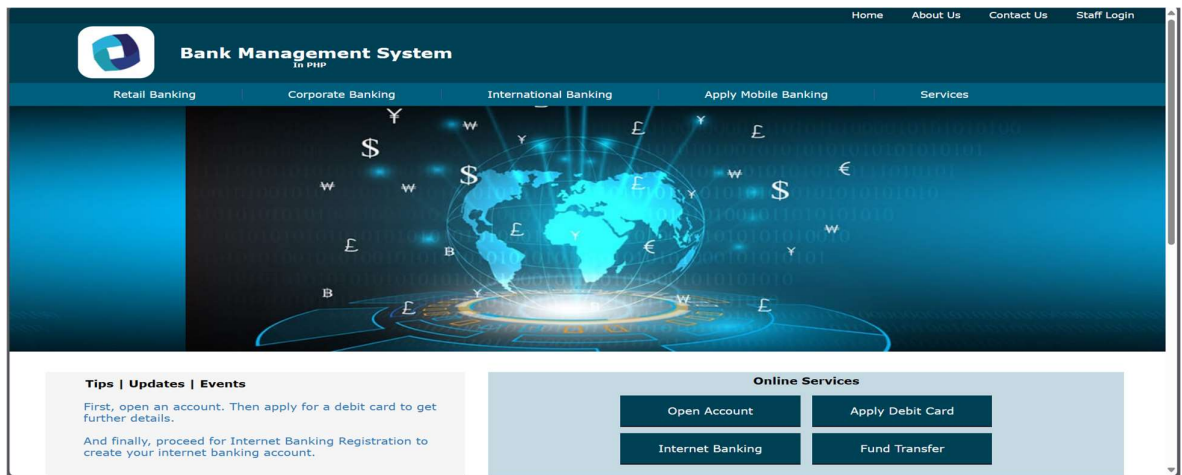 Home About Us Contact Us Staff Login
Bank Management System
In PHP
Retail Banking Corporate Banking International Banking Apply Mobile Banking Services
Tips | Updates | Events
First, open an account. Then apply for a debit card to get
further details.
And finally, proceed for Internet Banking Registration to
create your internet banking account.
Online Services
Open Account Apply Debit Card
Internet Banking Fund Transfer